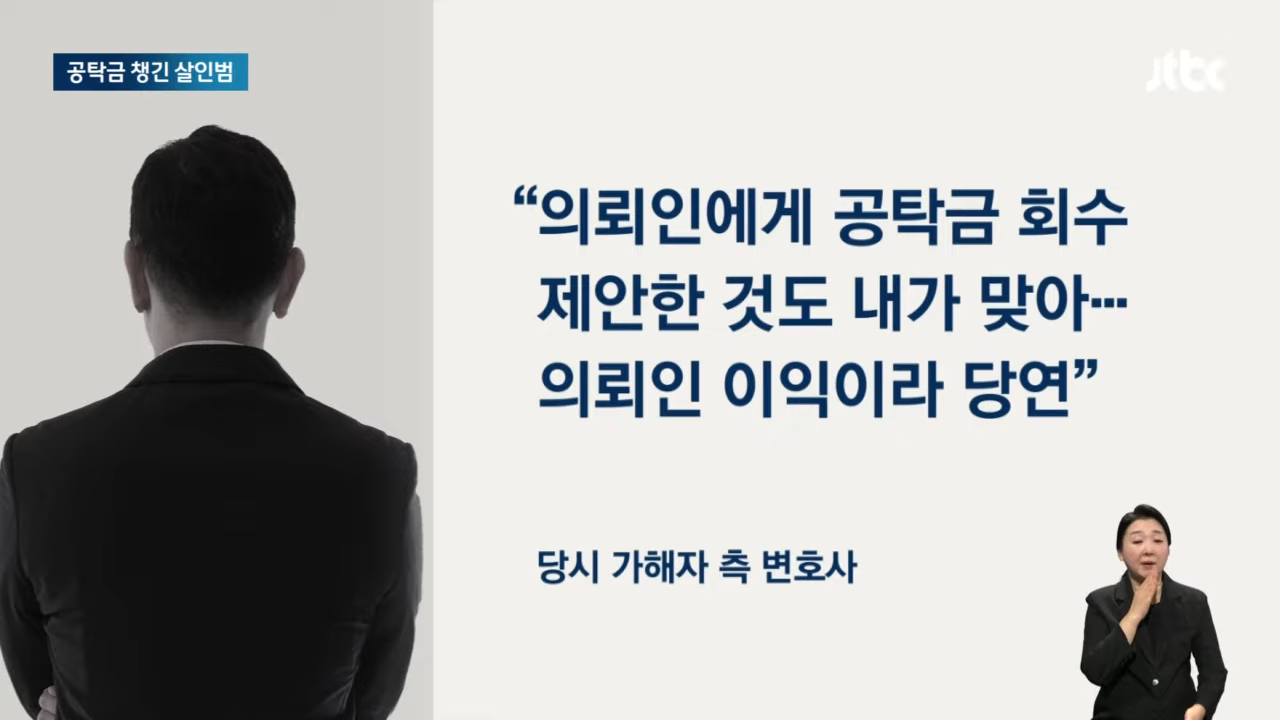 공탁금 챙긴 살인범
jtbc
“의뢰인에게 공탁금 회수
제안한 것도 내가 맞아…
의뢰인 이익이라 당연”
당시 가해자 측 변호사